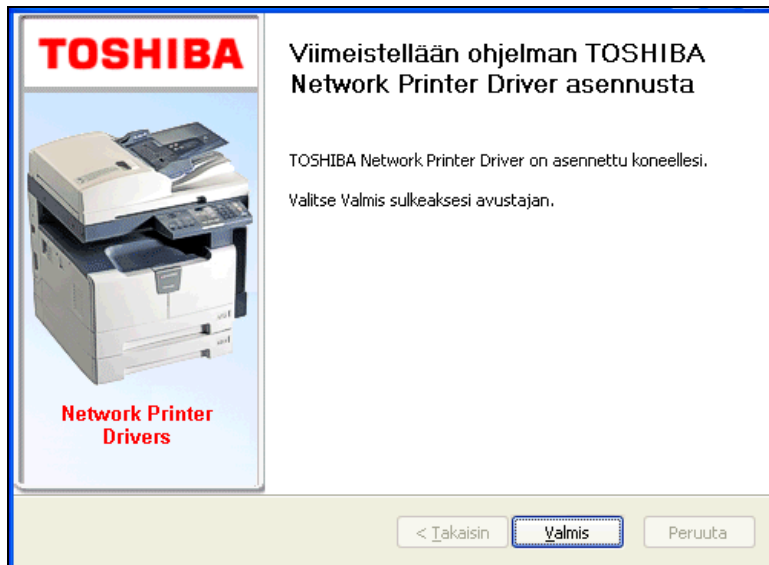 TOSHIBA
Viimeistellään ohjelman TOSHIBA
Network Printer Driver asennusta
TOSHIBA Network Printer Driver on asennettu koneellesi.
Valitse Valmis sulkeaksesi avustajan.
Network Printer
Drivers
< Takaisin
Valmis
Peruuta